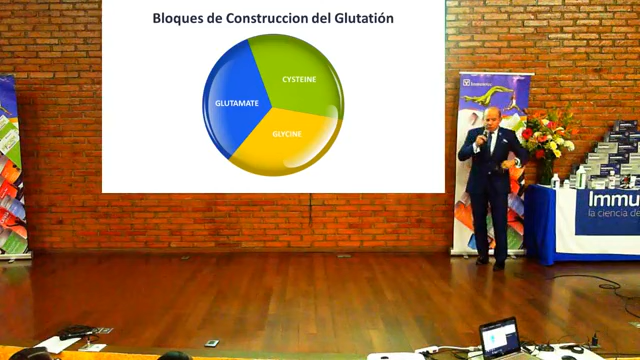 Bloques de Construccion del Glutatión
CYSTEINE
GLUTAMATE
GLYCINE
Immu
la ciencia de